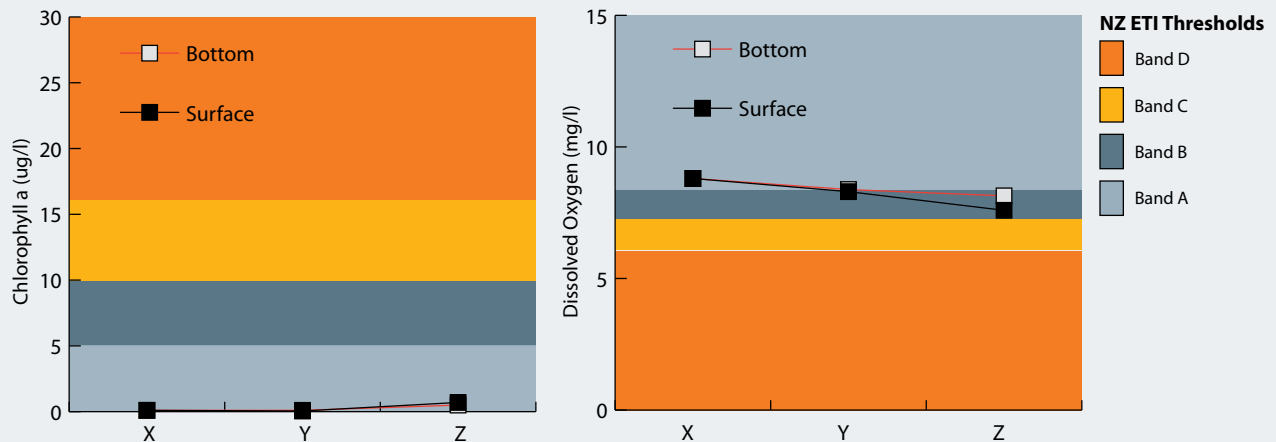 Chlorophyll a (ug/l)
30
25
20
15
10
5
0
Bottom
Surface
X Y Z
Dissolved Oxygen (mg/l)
15
10
5
0
Bottom
Surface
X Y Z
NZ ETI Thresholds
Band D
Band C
Band B
Band A